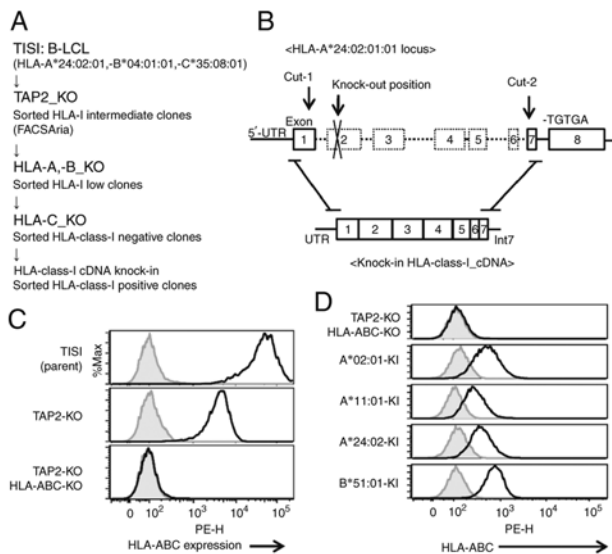 A
TISI: B-LCL
(HLA-A*24:02:01,-B*04:01:01,-C*35:08:01)
↓
TAP2_KO
Sorted HLA-I intermediate clones
(FACSAria)
↓
HLA-A,-B_KO
Sorted HLA-I low clones
↓
HLA-C_KO
Sorted HLA-class-I negative clones
↓
HLA-class-I cDNA knock-in
Sorted HLA-class-I positive clones
B
<HLA-A*24:02:01:01 locus>
Cut-1
Knock-out position
Cut-2
-TGTGA
5'-UTR
Exon
1 2 3 4 5 6 7 8
UTR 1 2 3 4 5 6 7 Int7
<Knock-in HLA-class-I_cDNA>
C
%Max
TISI
(parent)
TAP2-KO
TAP2-KO
HLA-ABC-KO
0 10² 10³ 10⁴ 10⁵
PE-H
HLA-ABC expression
D
TAP2-KO
HLA-ABC-KO
A*02:01-KI
A*11:01-KI
A*24:02-KI
B*51:01-KI
0 10² 10³ 10⁴ 10⁵
PE-H
HLA-ABC